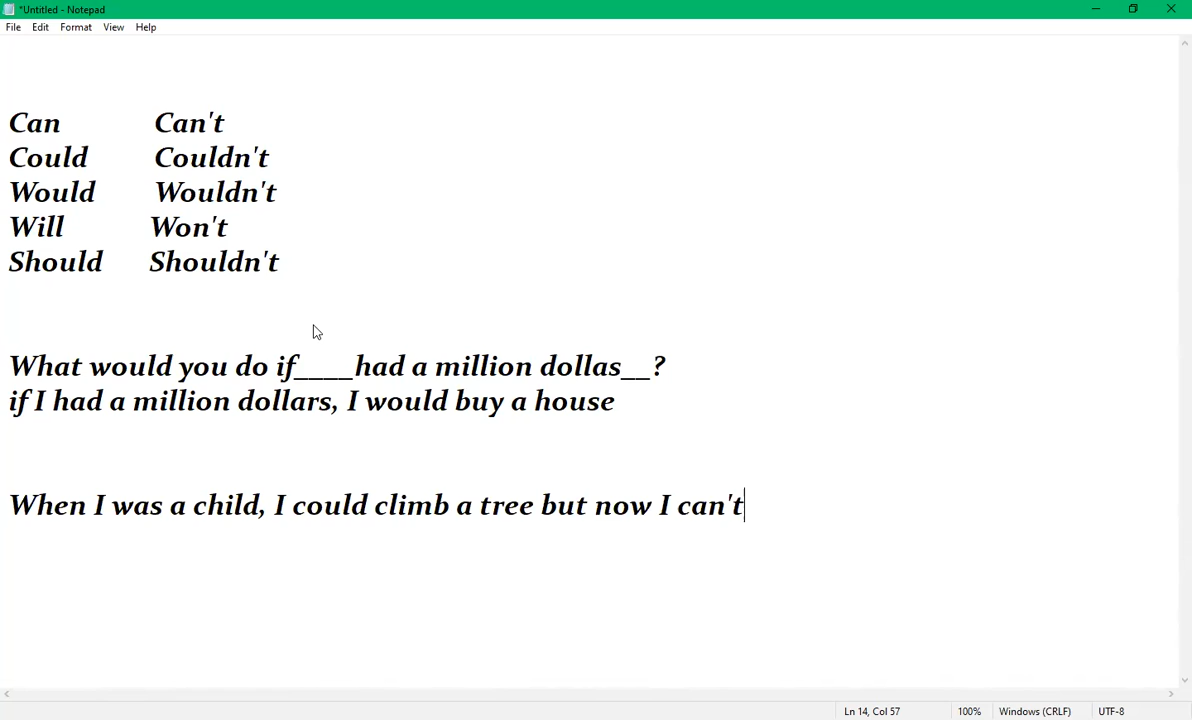 *Untitled - Notepad
File Edit Format View Help
Can Can't
Could Couldn't
Would Wouldn't
Will Won't
Should Shouldn't
What would you do if____had a million dollas__?
if I had a million dollars, I would buy a house
When I was a child, I could climb a tree but now I can't
Ln 14, Col 57 100% Windows (CRLF) UTF-8